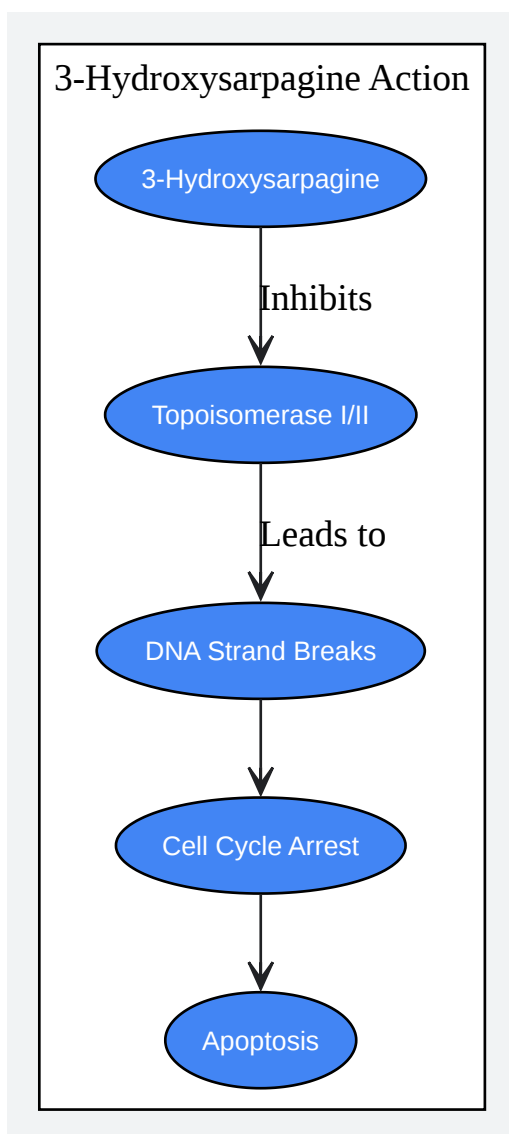 3-Hydroxysarpagine Action
3-Hydroxysarpagine
Inhibits
Topoisomerase I/II
Leads to
DNA Strand Breaks
Cell Cycle Arrest
Apoptosis